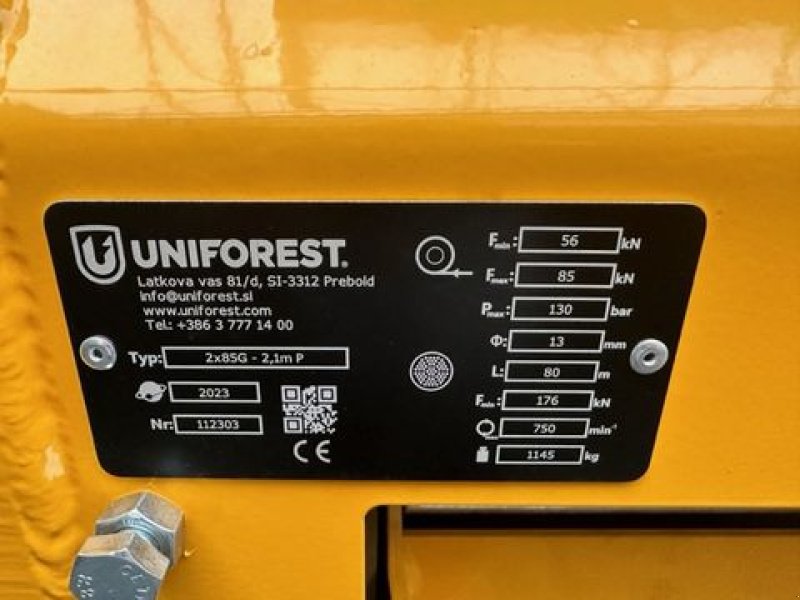 UNIFOREST®
Latkova vas 81/d, SI-3312 Prebold
info@uniforest.si
www.uniforest.com
Tel.: +386 3 777 14 00
Typ: 2x85G - 2,1m P
2023
Nr: 112303
CE
Fmin: 56 kN
Fmax: 85 kN
Pmax: 130 bar
Φ: 13 mm
L: 80 m
Fmin: 176 kN
750 min⁻¹
1145 kg
8.8